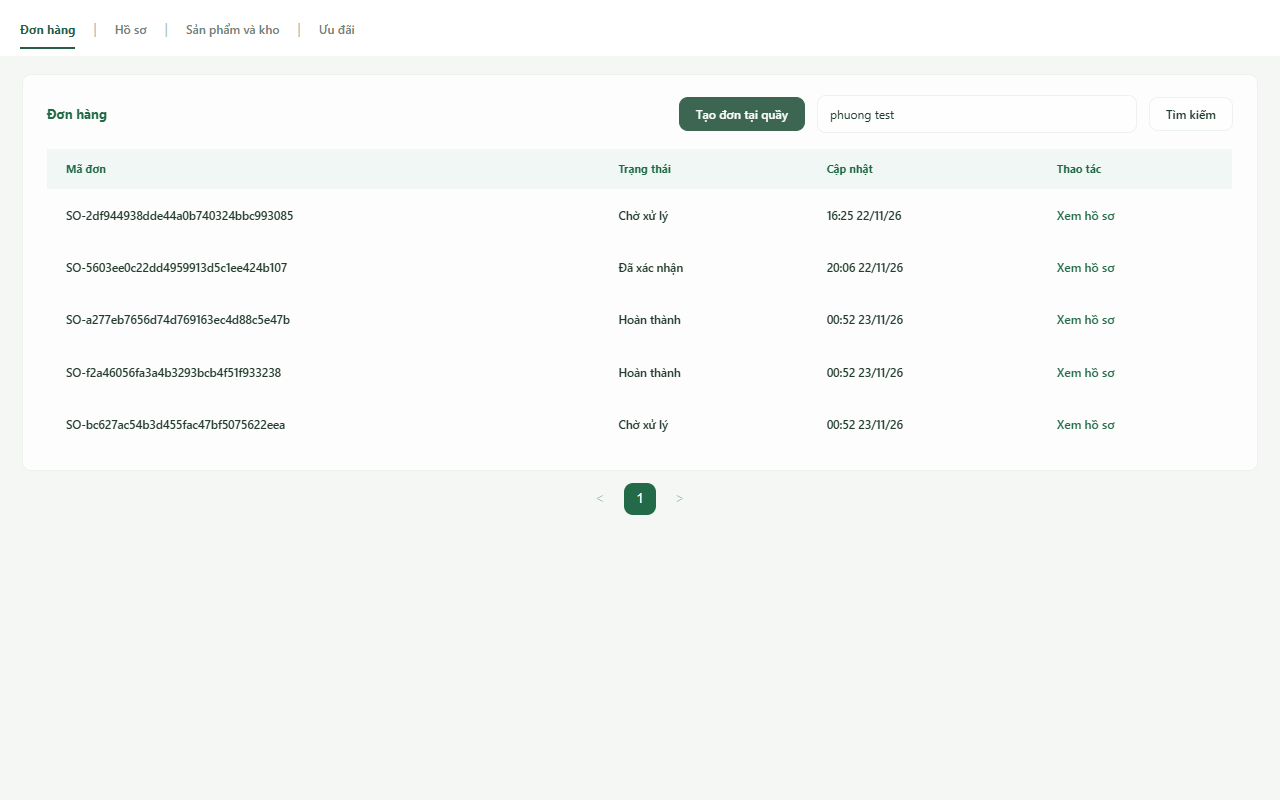 Đơn hàng | Hồ sơ | Sản phẩm và kho | Ưu đãi
Đơn hàng Tạo đơn tại quầy phuong test Tìm kiếm
Mã đơn Trạng thái Cập nhật Thao tác
SO-2df944938dde44a0b740324bbc993085 Chờ xử lý 16:25 22/11/26 Xem hồ sơ
SO-5603ee0c22dd4959913d5c1ee424b107 Đã xác nhận 20:06 22/11/26 Xem hồ sơ
SO-a277eb7656d74d769163ec4d88c5e47b Hoàn thành 00:52 23/11/26 Xem hồ sơ
SO-f2a46056fa3a4b3293bcb4f51f933238 Hoàn thành 00:52 23/11/26 Xem hồ sơ
SO-bc627ac54b3d455fac47bf5075622eea Chờ xử lý 00:52 23/11/26 Xem hồ sơ
< 1 >